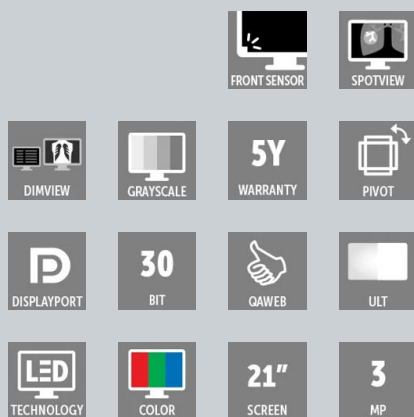 FRONT SENSOR
SPOTVIEW
DIMVIEW
GRAYSCALE
5Y
WARRANTY
PIVOT
DISPLAYPORT
30
BIT
QAWEB
ULT
LED
TECHNOLOGY
COLOR
21"
SCREEN
3
MP